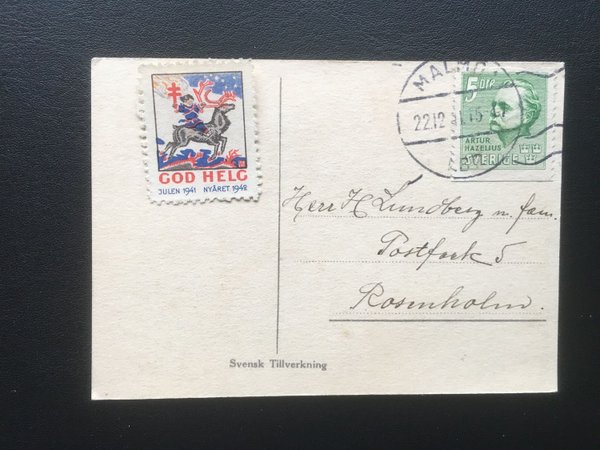 GOD HELG
JULEN 1941 NYÅRET 1942
MALMÖ
22.12
LBR
5 ÖRE
ARTUR
HAZELIUS
SVERIGE
Herr H Lundberg m. fam.
Postfack 5
Rosenholm.
Svensk Tillverkning